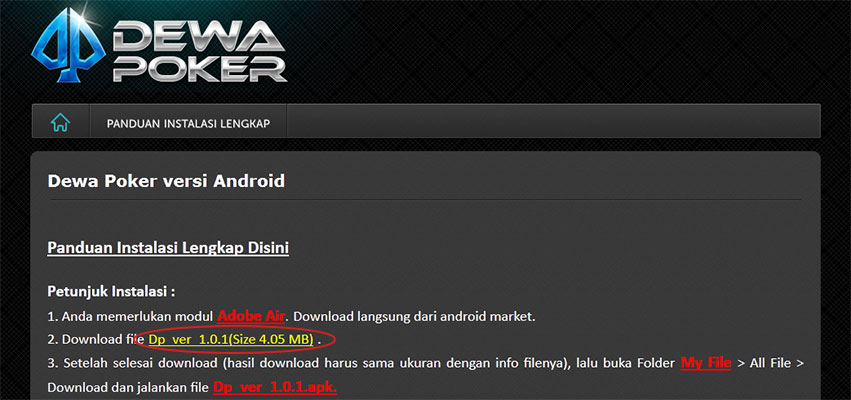 DEWA
POKER
PANDUAN INSTALASI LENGKAP
Dewa Poker versi Android
Panduan Instalasi Lengkap Disini
Petunjuk Instalasi :
1. Anda memerlukan modul Adobe Air. Download langsung dari android market.
2. Download file Dp_ver_1.0.1(Size 4.05 MB) .
3. Setelah selesai download (hasil download harus sama ukuran dengan info filenya), lalu buka Folder My File > All File >
Download dan jalankan file Dp_ver_1.0.1.apk.